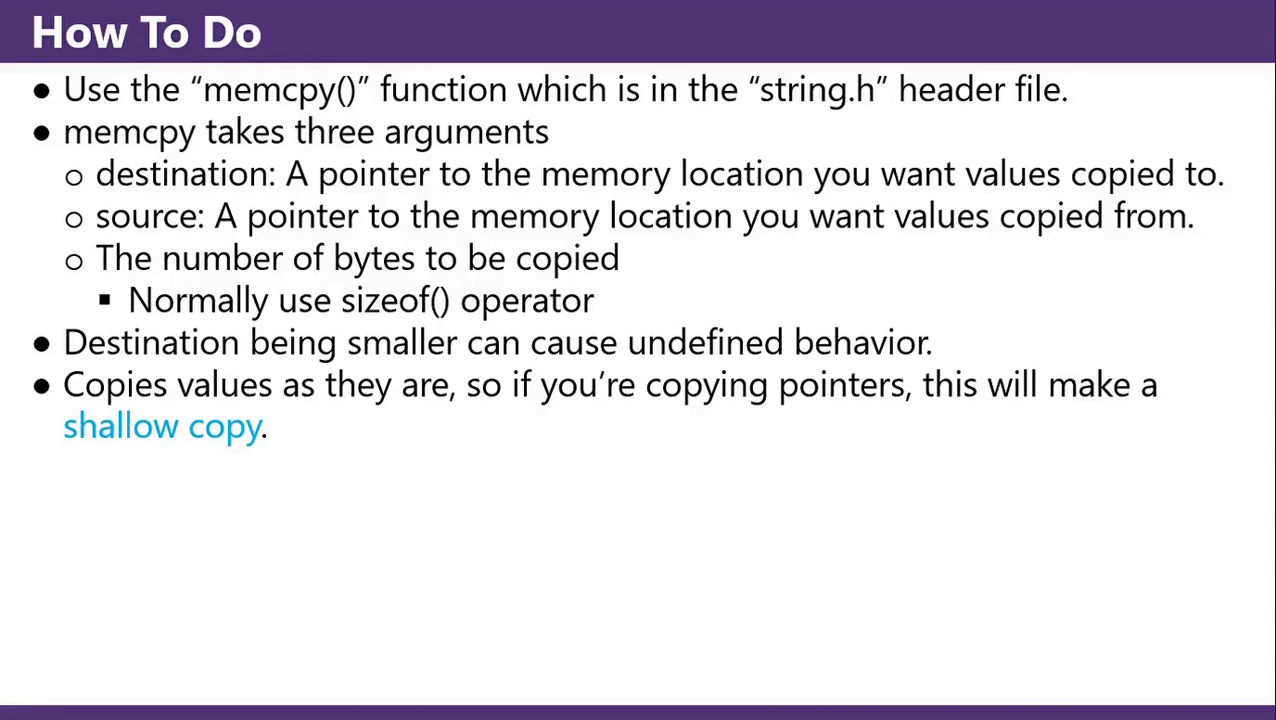 How To Do
● Use the “memcpy()” function which is in the “string.h” header file.
● memcpy takes three arguments
○ destination: A pointer to the memory location you want values copied to.
○ source: A pointer to the memory location you want values copied from.
○ The number of bytes to be copied
▪ Normally use sizeof() operator
● Destination being smaller can cause undefined behavior.
● Copies values as they are, so if you’re copying pointers, this will make a
shallow copy.